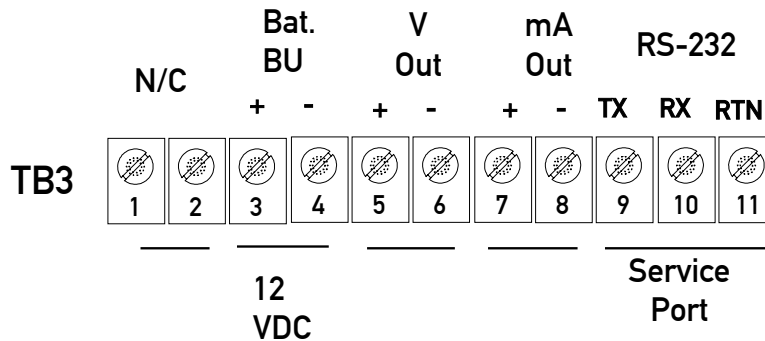 Bat.
BU
V
Out
mA
Out
RS-232
N/C
+ - + - + - TX RX RTN
TB3
1 2 3 4 5 6 7 8 9 10 11
12
VDC
Service
Port